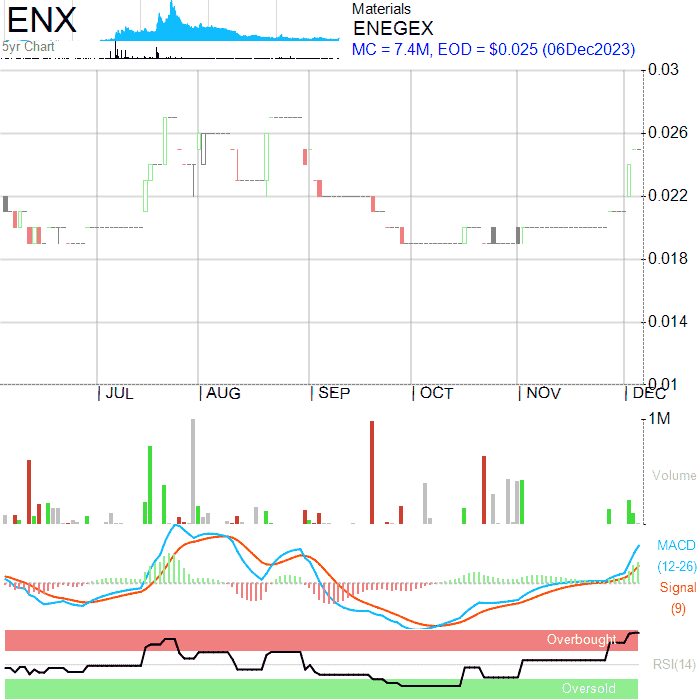 ENX
5yr Chart
Materials
ENEGEX
MC = 7.4M, EOD = $0.025 (06Dec2023)
0.03
0.026
0.022
0.018
0.014
0.01
JUL
AUG
SEP
OCT
NOV
DEC
1M
Volume
MACD
(12-26)
Signal
(9)
Overbought
RSI(14)
Oversold